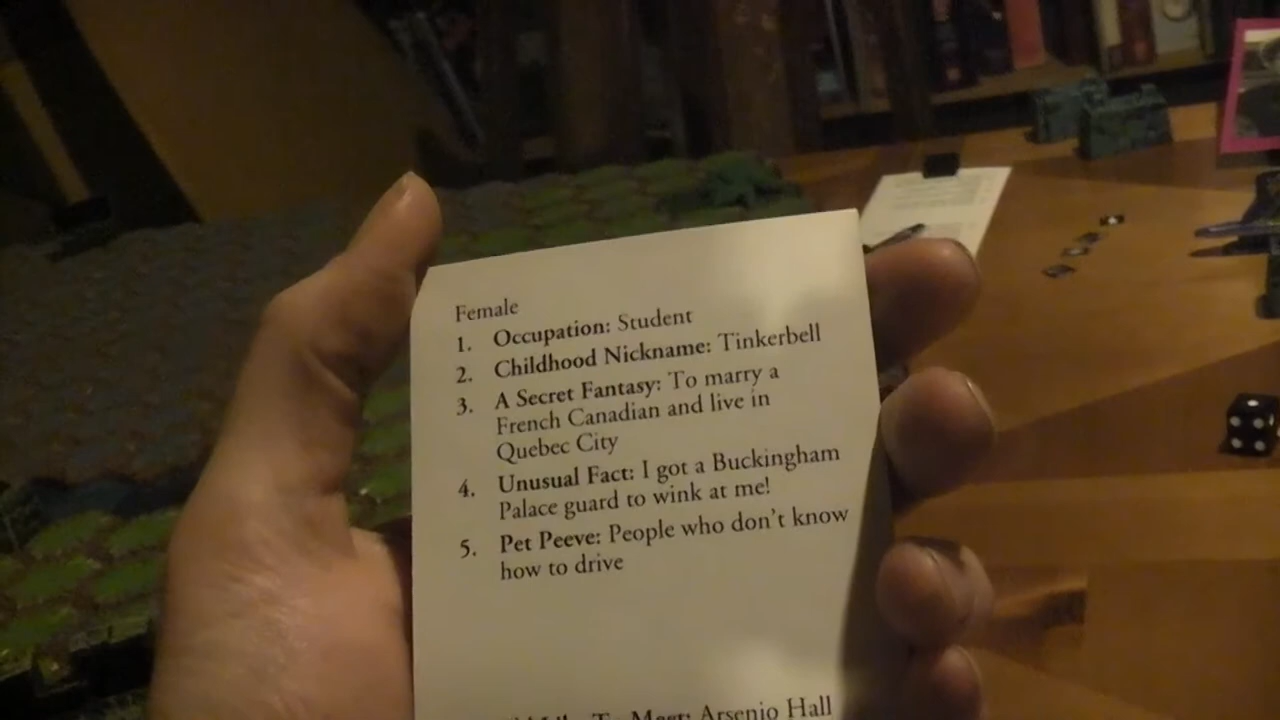 Female
1. Occupation: Student
2. Childhood Nickname: Tinkerbell
3. A Secret Fantasy: To marry a
French Canadian and live in
Quebec City
4. Unusual Fact: I got a Buckingham
Palace guard to wink at me!
5. Pet Peeve: People who don't know
how to drive
To Meet: Arsenio Hall